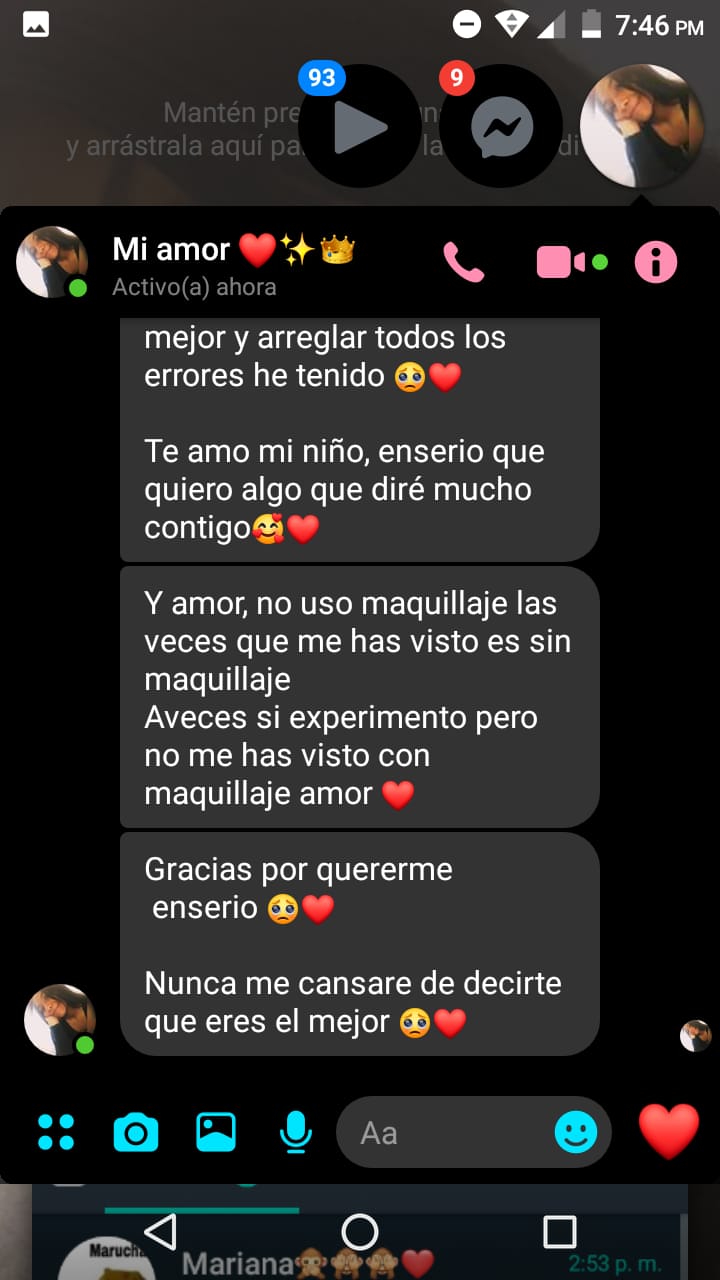 7:46 PM
93
9
Mantén pre
y arrástrala aquí pa
la
di
Mi amor ❤️✨👑
Activo(a) ahora
mejor y arreglar todos los
errores he tenido 🥺❤️
Te amo mi niño, enserio que
quiero algo que diré mucho
contigo🥰❤️
Y amor, no uso maquillaje las
veces que me has visto es sin
maquillaje
Aveces si experimento pero
no me has visto con
maquillaje amor ❤️
Gracias por quererme
enserio 🥺❤️
Nunca me cansare de decirte
que eres el mejor 🥺❤️
Aa
Maruch
Mariana🙊🙈🙈❤️
2:53 p. m.